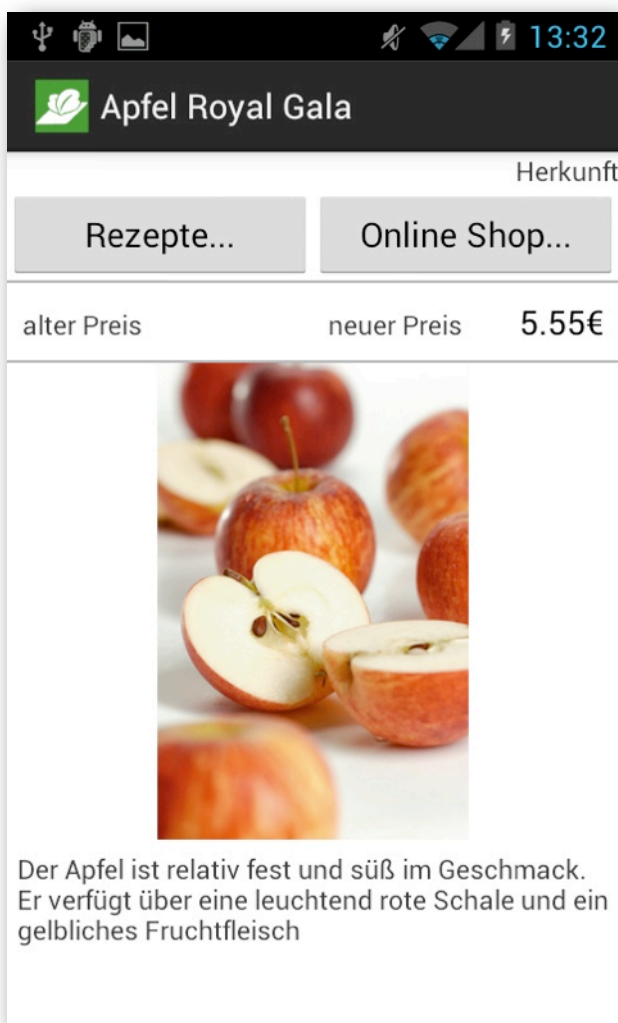 13:32
Apfel Royal Gala
Herkunft
Rezepte... Online Shop...
alter Preis neuer Preis 5.55€
Der Apfel ist relativ fest und süß im Geschmack.
Er verfügt über eine leuchtend rote Schale und ein
gelbliches Fruchtfleisch